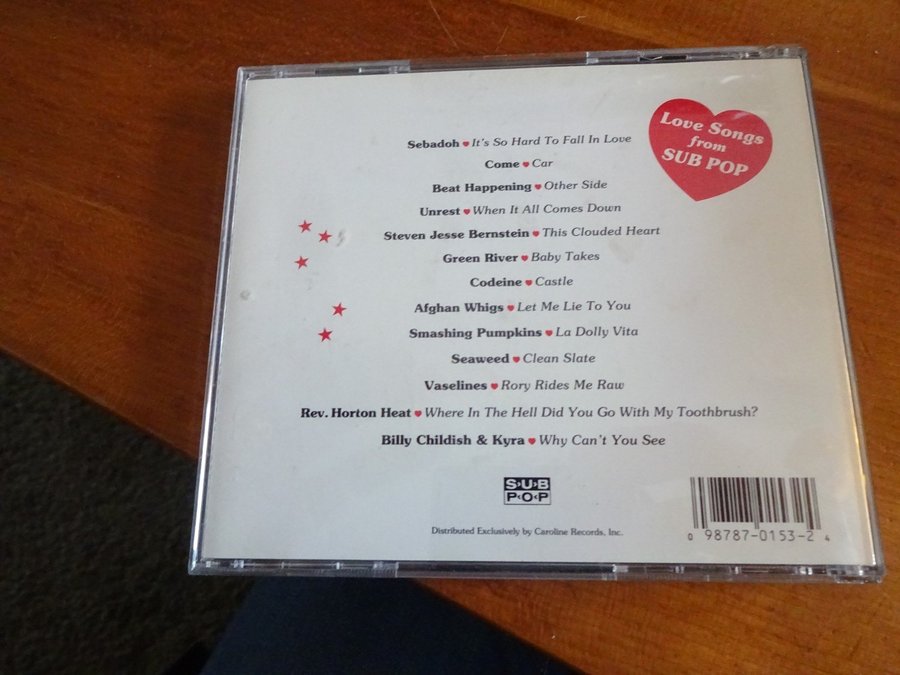 Love Songs
from
SUB POP
Sebadoh ♥ It's So Hard To Fall In Love
Come ♥ Car
Beat Happening ♥ Other Side
Unrest ♥ When It All Comes Down
Steven Jesse Bernstein ♥ This Clouded Heart
Green River ♥ Baby Takes
Codeine ♥ Castle
Afghan Whigs ♥ Let Me Lie To You
Smashing Pumpkins ♥ La Dolly Vita
Seaweed ♥ Clean Slate
Vaselines ♥ Rory Rides Me Raw
Rev. Horton Heat ♥ Where In The Hell Did You Go With My Toothbrush?
Billy Childish & Kyra ♥ Why Can't You See
SUB
POP
Distributed Exclusively by Caroline Records, Inc.
0 98787-0153-2 4